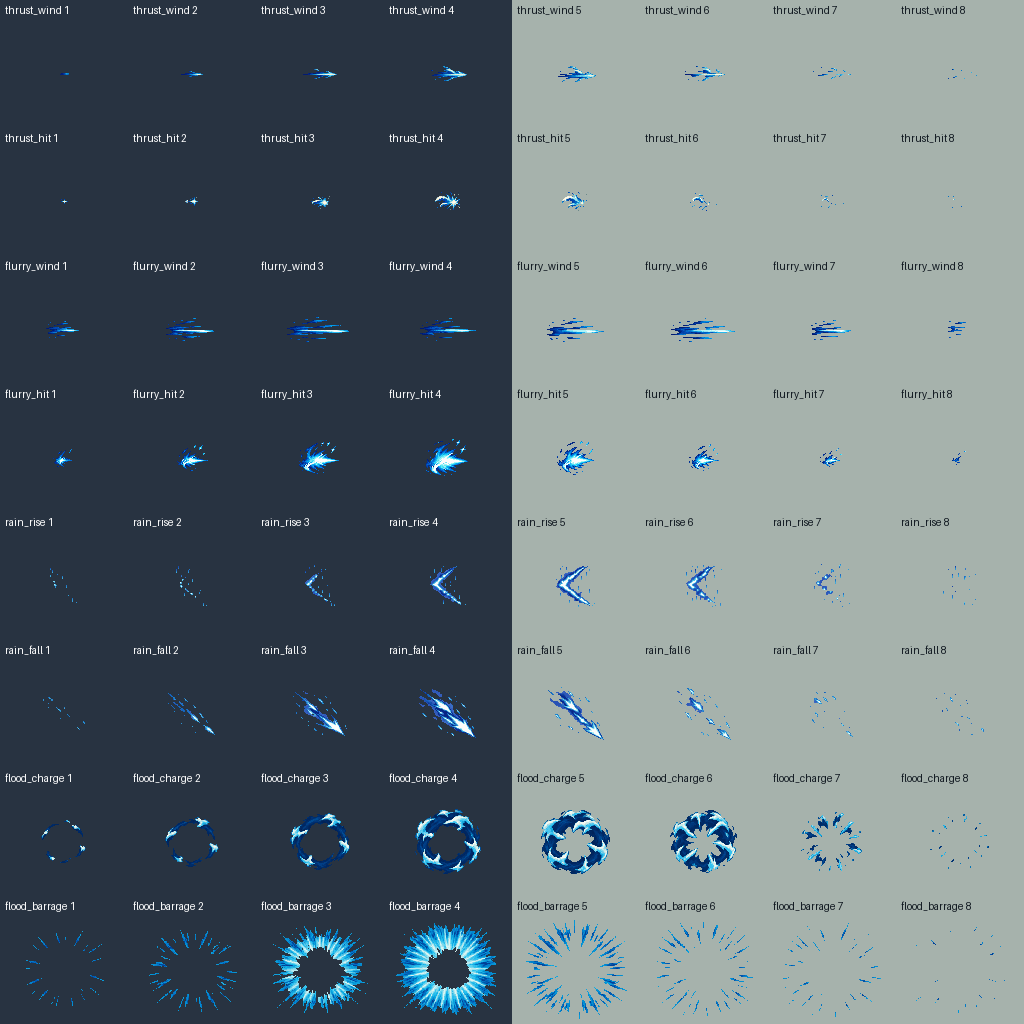 thrust_wind 1 thrust_wind 2 thrust_wind 3 thrust_wind 4 thrust_wind 5 thrust_wind 6 thrust_wind 7 thrust_wind 8
thrust_hit 1 thrust_hit 2 thrust_hit 3 thrust_hit 4 thrust_hit 5 thrust_hit 6 thrust_hit 7 thrust_hit 8
flurry_wind 1 flurry_wind 2 flurry_wind 3 flurry_wind 4 flurry_wind 5 flurry_wind 6 flurry_wind 7 flurry_wind 8
flurry_hit 1 flurry_hit 2 flurry_hit 3 flurry_hit 4 flurry_hit 5 flurry_hit 6 flurry_hit 7 flurry_hit 8
rain_rise 1 rain_rise 2 rain_rise 3 rain_rise 4 rain_rise 5 rain_rise 6 rain_rise 7 rain_rise 8
rain_fall 1 rain_fall 2 rain_fall 3 rain_fall 4 rain_fall 5 rain_fall 6 rain_fall 7 rain_fall 8
flood_charge 1 flood_charge 2 flood_charge 3 flood_charge 4 flood_charge 5 flood_charge 6 flood_charge 7 flood_charge 8
flood_barrage 1 flood_barrage 2 flood_barrage 3 flood_barrage 4 flood_barrage 5 flood_barrage 6 flood_barrage 7 flood_barrage 8